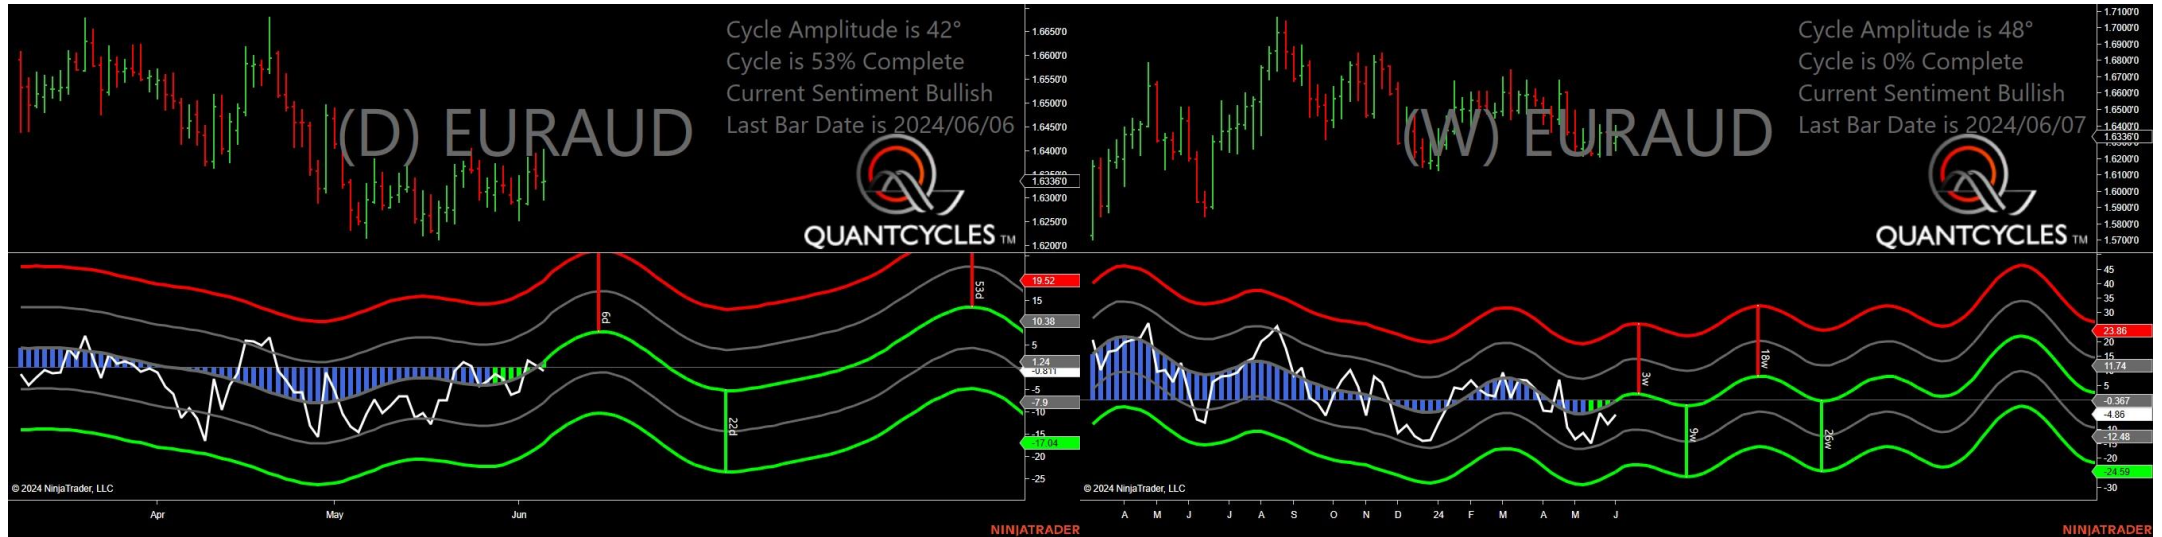 Cycle Amplitude is 42°
Cycle is 53% Complete
Current Sentiment Bullish
Last Bar Date is 2024/06/06
(D) EURAUD
QUANTCYCLES TM
1.6650'0
1.6600'0
1.6550'0
1.6500'0
1.6450'0
1.6400'0
1.6336'0
1.6300'0
1.6250'0
1.6200'0
6d
22d
53d
19.52
15
10.38
5
1.24
-0.811
-5
-7.9
-10
-15
-17.04
-20
-25
© 2024 NinjaTrader, LLC
Apr May Jun
NINJATRADER
Cycle Amplitude is 48°
Cycle is 0% Complete
Current Sentiment Bullish
Last Bar Date is 2024/06/07
(W) EURAUD
QUANTCYCLES TM
1.7100'0
1.7000'0
1.6900'0
1.6800'0
1.6700'0
1.6600'0
1.6500'0
1.6400'0
1.6336'0
1.6200'0
1.6100'0
1.6000'0
1.5900'0
1.5800'0
1.5700'0
3w
9w
18w
26w
45
40
35
30
23.86
20
15
11.74
5
-0.367
-4.86
-12.48
-20
-24.59
-30
© 2024 NinjaTrader, LLC
A M J J A S O N D 24 F M A M J
NINJATRADER